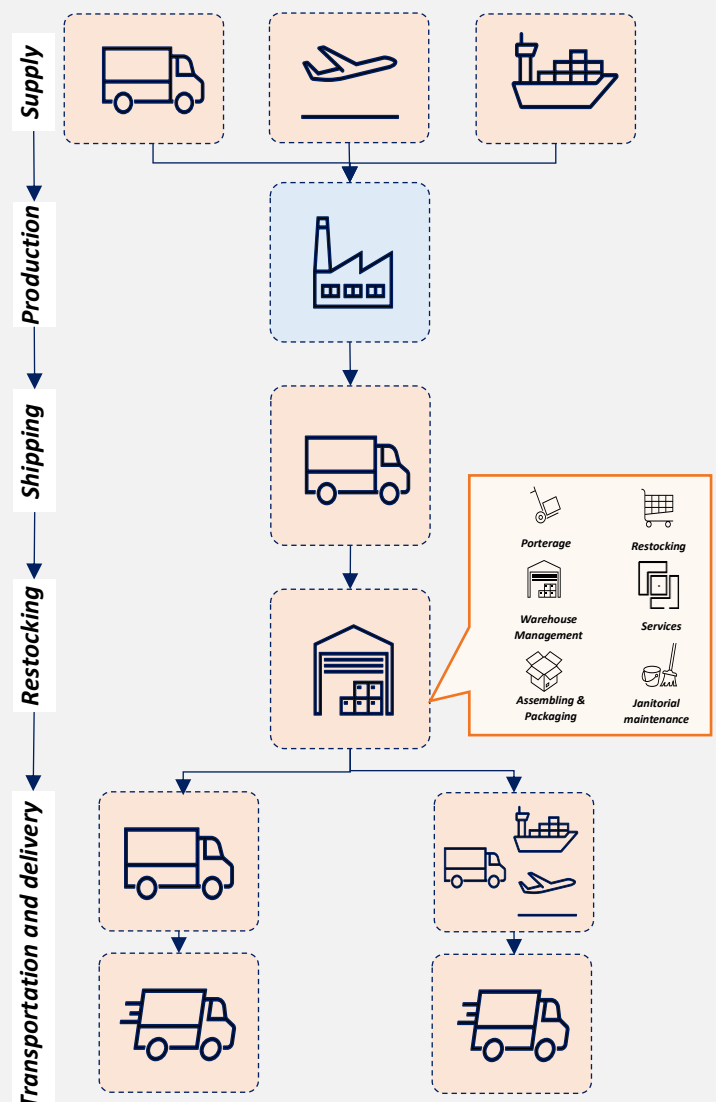 Supply
Production
Shipping
Restocking
Transportation and delivery
Porterage
Restocking
Warehouse
Management
Services
Assembling &
Packaging
Janitorial
maintenance